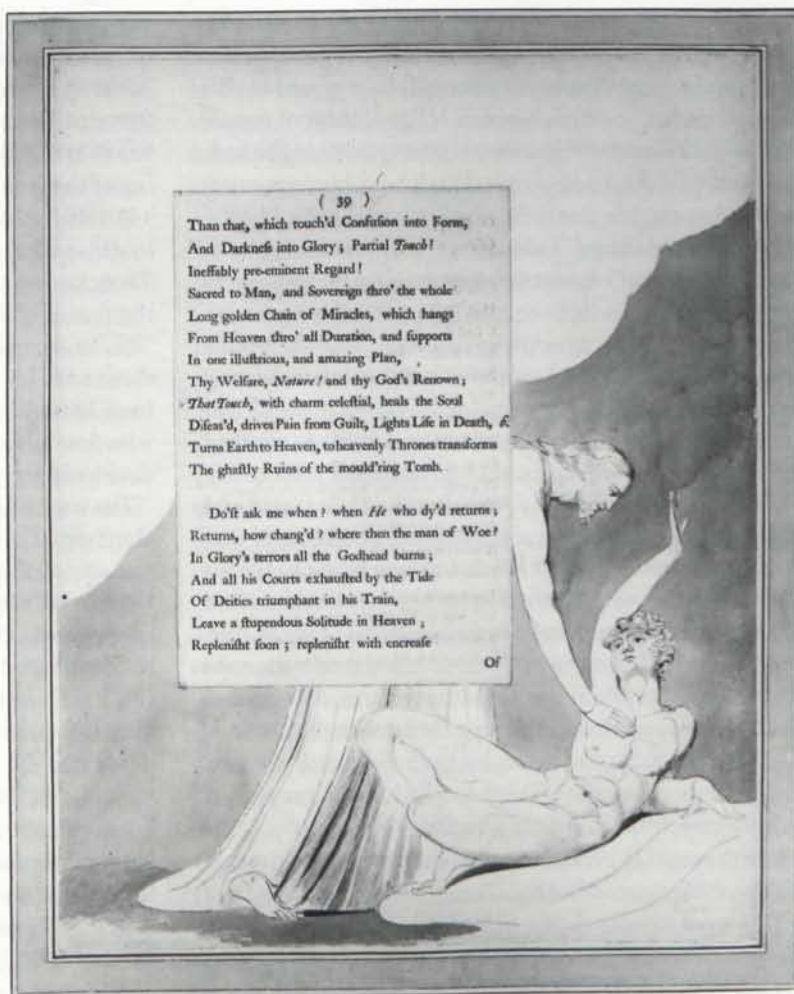 ( 39 )
Than that, which touch'd Confuſion into Form,
And Darkneſs into Glory; Partial Touch!
Ineffably pre-eminent Regard!
Sacred to Man, and Sovereign thro' the whole
Long golden Chain of Miracles, which hangs
From Heaven thro' all Duration, and ſupports
In one illuſtrious, and amazing Plan,
Thy Welfare, Nature! and thy God's Renown;
That Touch, with charm celeſtial, heals the Soul
Diſeas'd, drives Pain from Guilt, Lights Life in Death, &
Turns Earth to Heaven, to heavenly Thrones transforms
The ghaſtly Ruins of the mould'ring Tomb.
Do'ſt ask me when? when He who dy'd returns;
Returns, how chang'd? where then the man of Woe?
In Glory's terrors all the Godhead burns;
And all his Courts exhauſted by the Tide
Of Deities triumphant in his Train,
Leave a ſtupendous Solitude in Heaven;
Repleniſht ſoon; repleniſht with encreaſe
Of